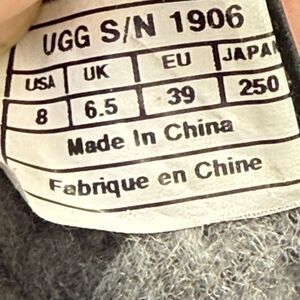 UGG S/N 1906
USA UK EU JAPAN
8 6.5 39 250
Made In China
Fabrique en Chine